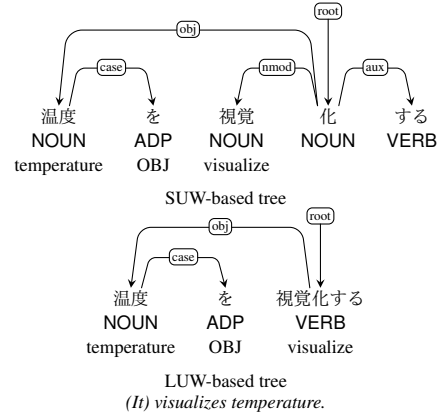 root
obj
case nmod aux
温度 を 視覚 化 する
NOUN ADP NOUN NOUN VERB
temperature OBJ visualize
SUW-based tree
root
obj
case
温度 を 視覚化する
NOUN ADP VERB
temperature OBJ visualize
LUW-based tree
(It) visualizes temperature.